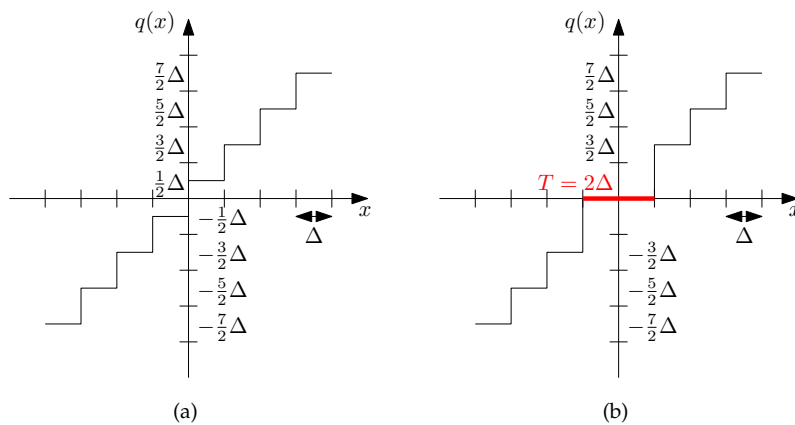 q(x)
7/2 Δ
5/2 Δ
3/2 Δ
1/2 Δ
x
Δ
−1/2 Δ
−3/2 Δ
−5/2 Δ
−7/2 Δ
(a)
q(x)
7/2 Δ
5/2 Δ
3/2 Δ
T = 2Δ
x
Δ
−3/2 Δ
−5/2 Δ
−7/2 Δ
(b)